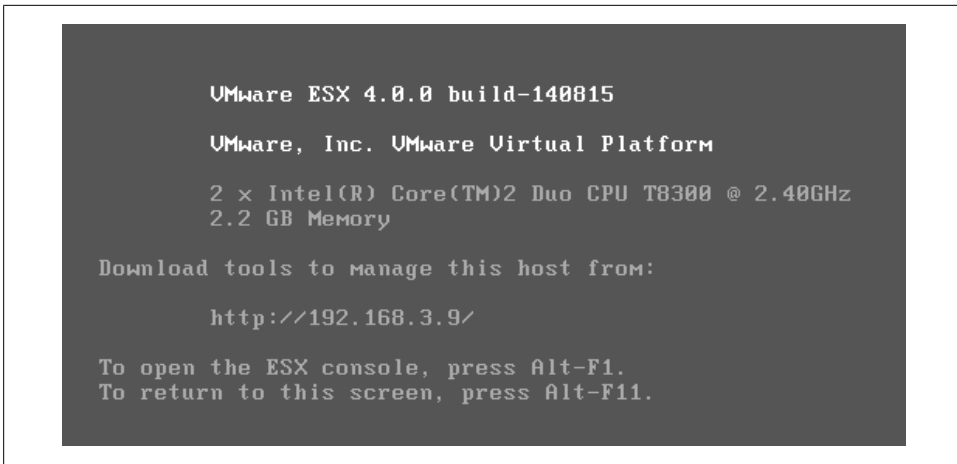 VMware ESX 4.0.0 build-140815
VMware, Inc. VMware Virtual Platform
2 x Intel(R) Core(TM)2 Duo CPU T8300 @ 2.40GHz
2.2 GB Memory
Download tools to manage this host from:
http://192.168.3.9/
To open the ESX console, press Alt-F1.
To return to this screen, press Alt-F11.